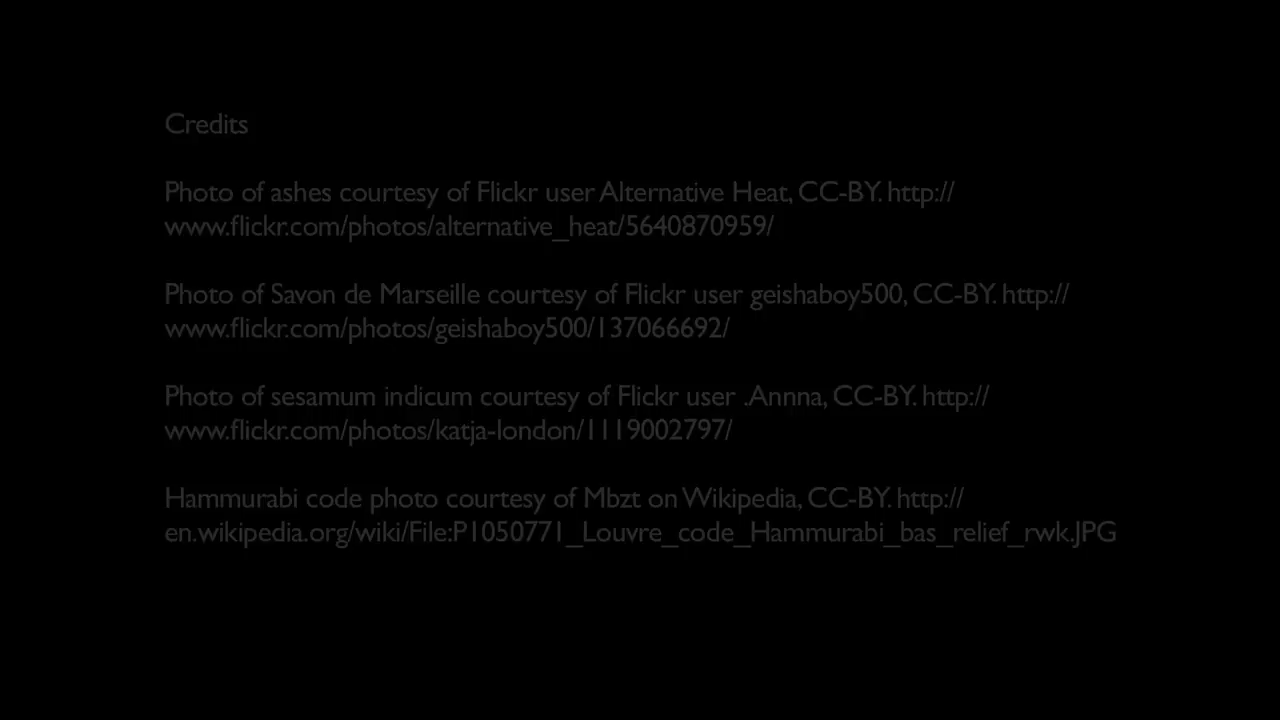 Credits
Photo of ashes courtesy of Flickr user Alternative Heat, CC-BY. http://
www.flickr.com/photos/alternative_heat/5640870959/
Photo of Savon de Marseille courtesy of Flickr user geishaboy500, CC-BY. http://
www.flickr.com/photos/geishaboy500/137066692/
Photo of sesamum indicum courtesy of Flickr user .Annna, CC-BY. http://
www.flickr.com/photos/katja-london/1119002797/
Hammurabi code photo courtesy of Mbzt on Wikipedia, CC-BY. http://
en.wikipedia.org/wiki/File:P1050771_Louvre_code_Hammurabi_bas_relief_rwk.JPG